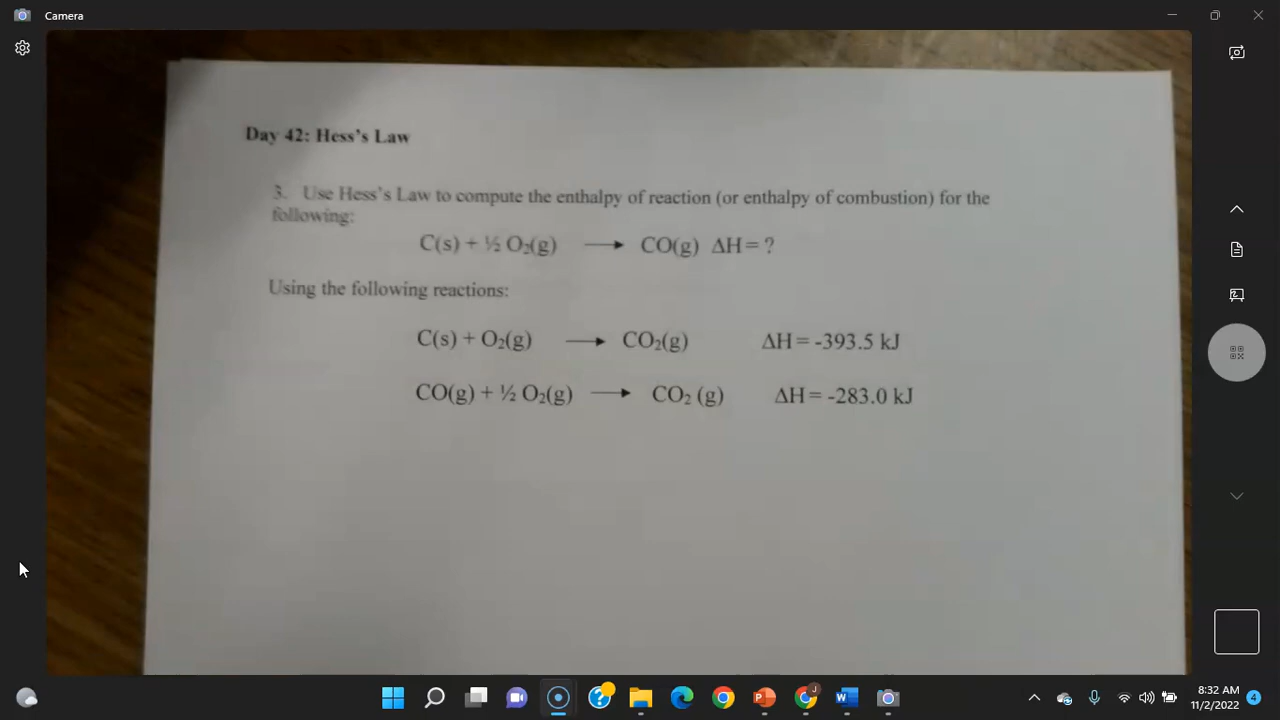 Camera
Day 42: Hess's Law
3. Use Hess's Law to compute the enthalpy of reaction (or enthalpy of combustion) for the
following:
C(s) + ½ O₂(g) ⟶ CO(g) ΔH = ?
Using the following reactions:
C(s) + O₂(g) ⟶ CO₂(g) ΔH = -393.5 kJ
CO(g) + ½ O₂(g) ⟶ CO₂ (g) ΔH = -283.0 kJ
8:32 AM
11/2/2022
4